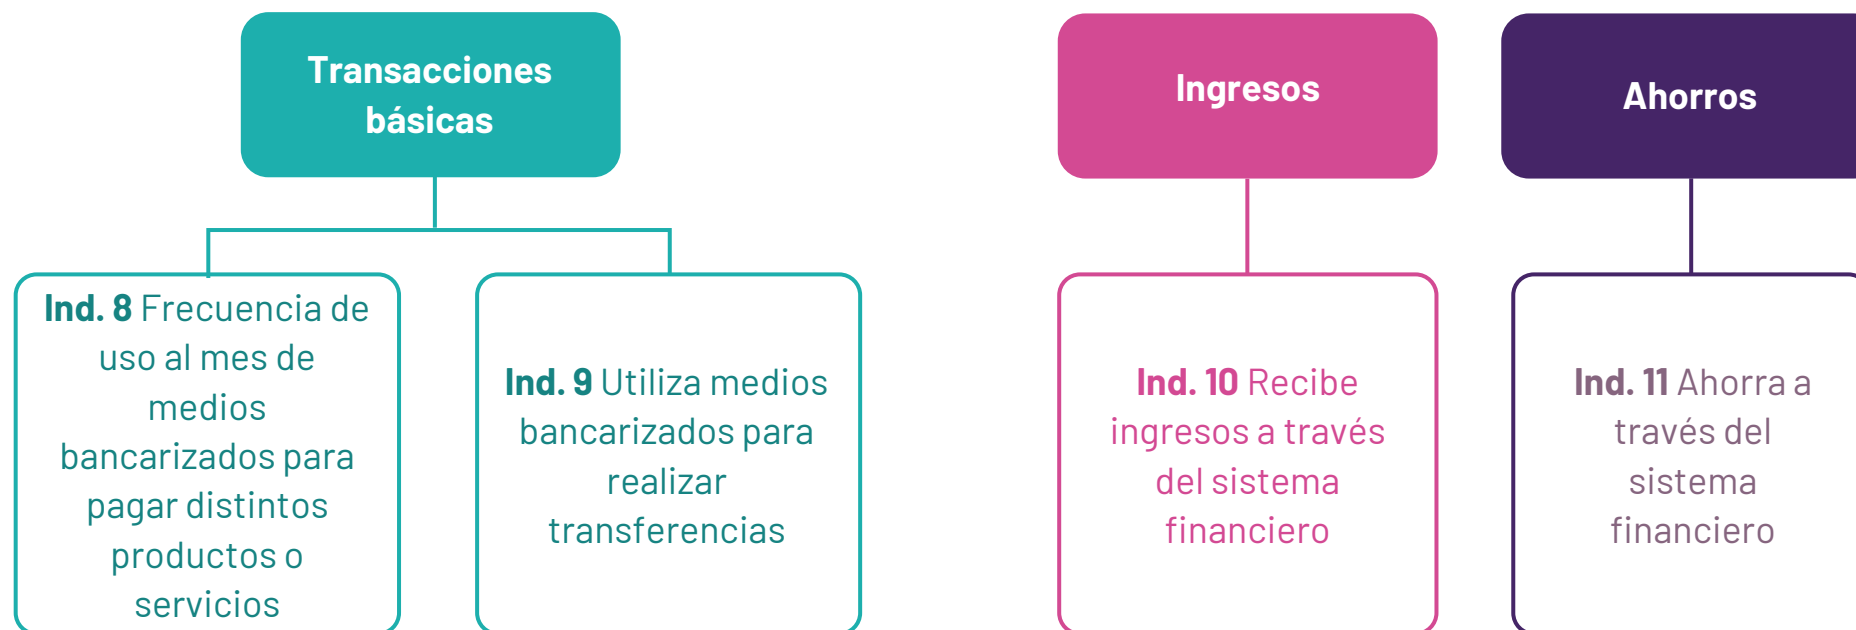 Transacciones
básicas
Ingresos
Ahorros
Ind. 8 Frecuencia de
uso al mes de
medios
bancarizados para
pagar distintos
productos o
servicios
Ind. 9 Utiliza medios
bancarizados para
realizar
transferencias
Ind. 10 Recibe
ingresos a través
del sistema
financiero
Ind. 11 Ahorra a
través del
sistema
financiero